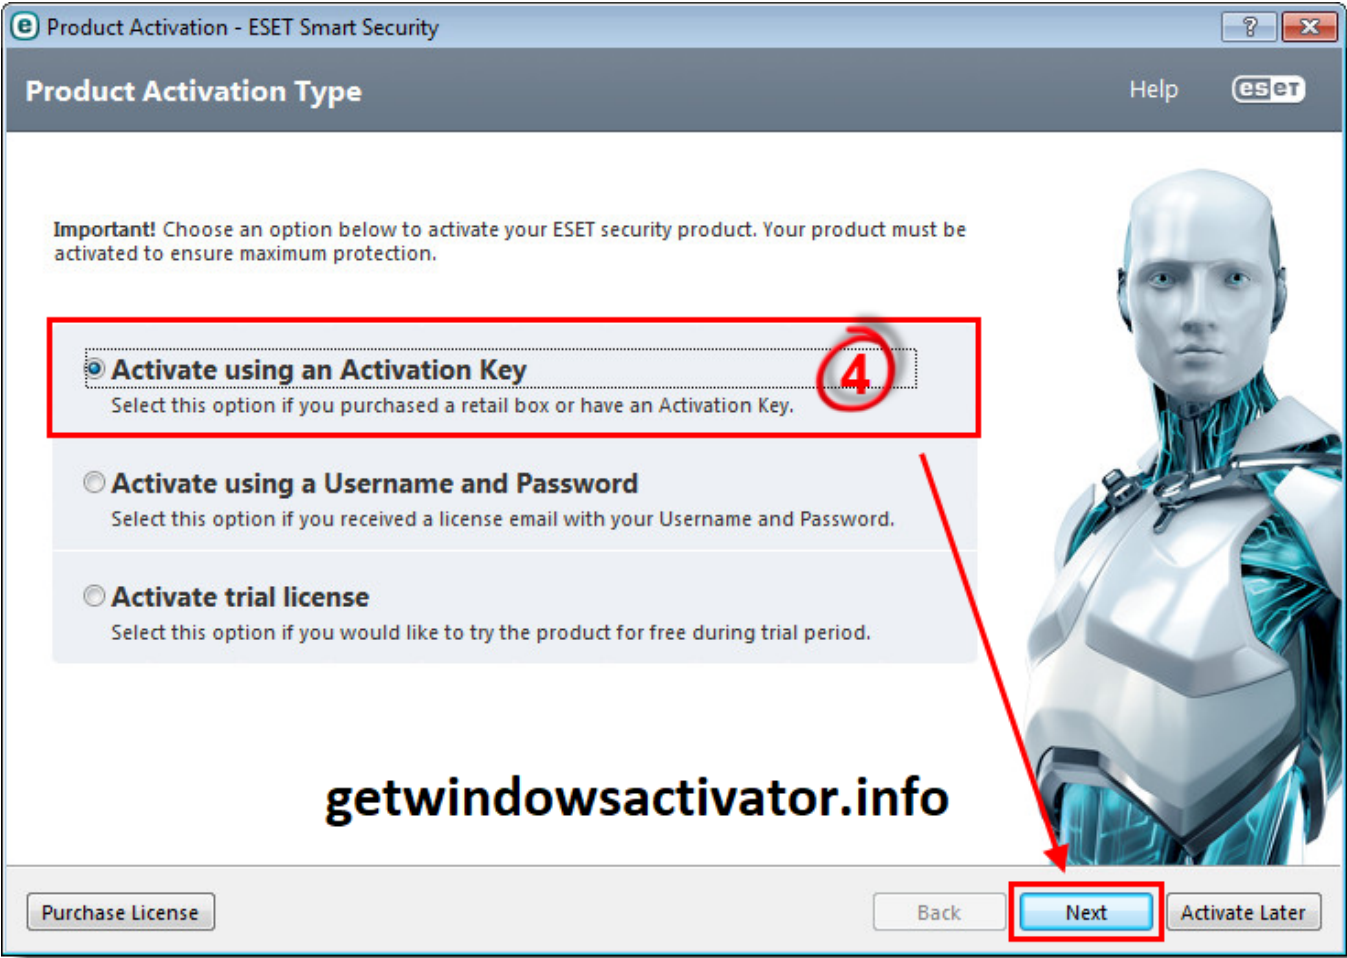 Product Activation - ESET Smart Security
?
Product Activation Type
Help
eseT
Important! Choose an option below to activate your ESET security product. Your product must be
activated to ensure maximum protection.
Activate using an Activation Key
4
Select this option if you purchased a retail box or have an Activation Key.
Activate using a Username and Password
Select this option if you received a license email with your Username and Password.
Activate trial license
Select this option if you would like to try the product for free during trial period.
getwindowsactivator.info
Purchase License
Back
Next
Activate Later